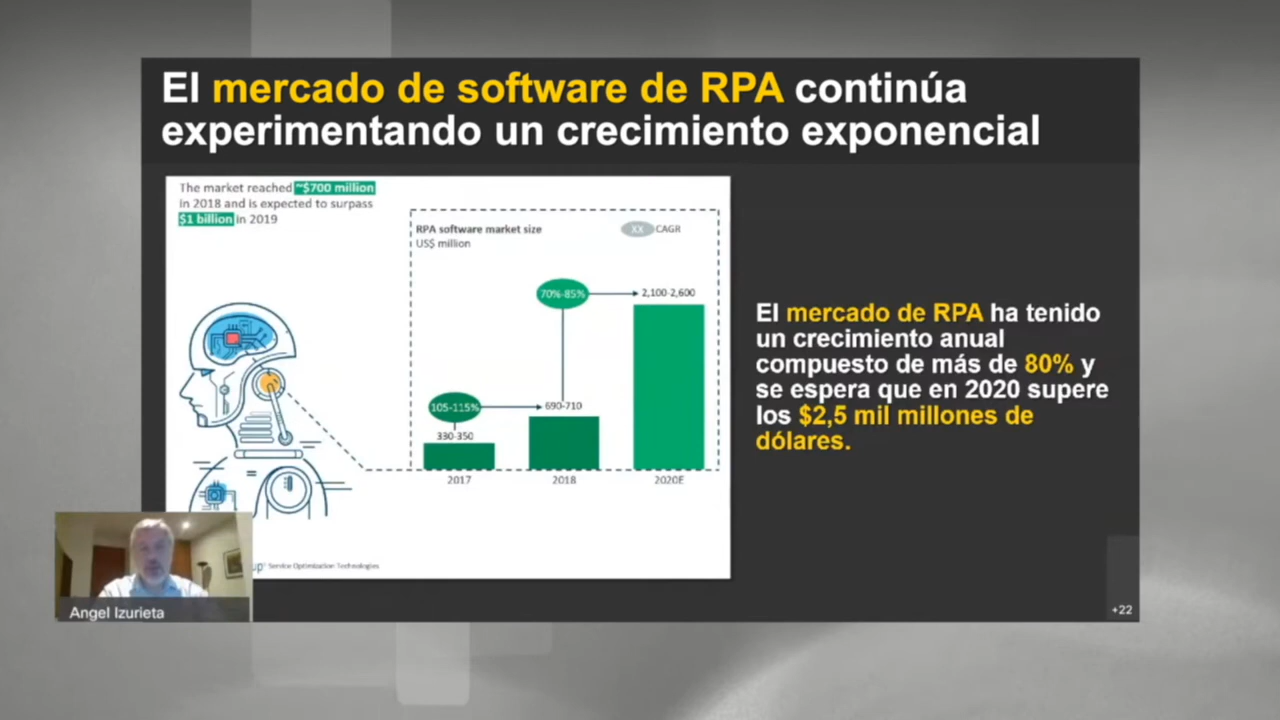 El mercado de software de RPA continúa
experimentando un crecimiento exponencial
The market reached ~$700 million
in 2018 and is expected to surpass
$1 billion in 2019
RPA software market size
US$ million
XX CAGR
70%-85%
2,100-2,600
105-115%
690-710
330-350
2017
2018
2020E
El mercado de RPA ha tenido
un crecimiento anual
compuesto de más de 80% y
se espera que en 2020 supere
los $2,5 mil millones de
dólares.
Service Optimization Technologies
Angel Izurieta
+22